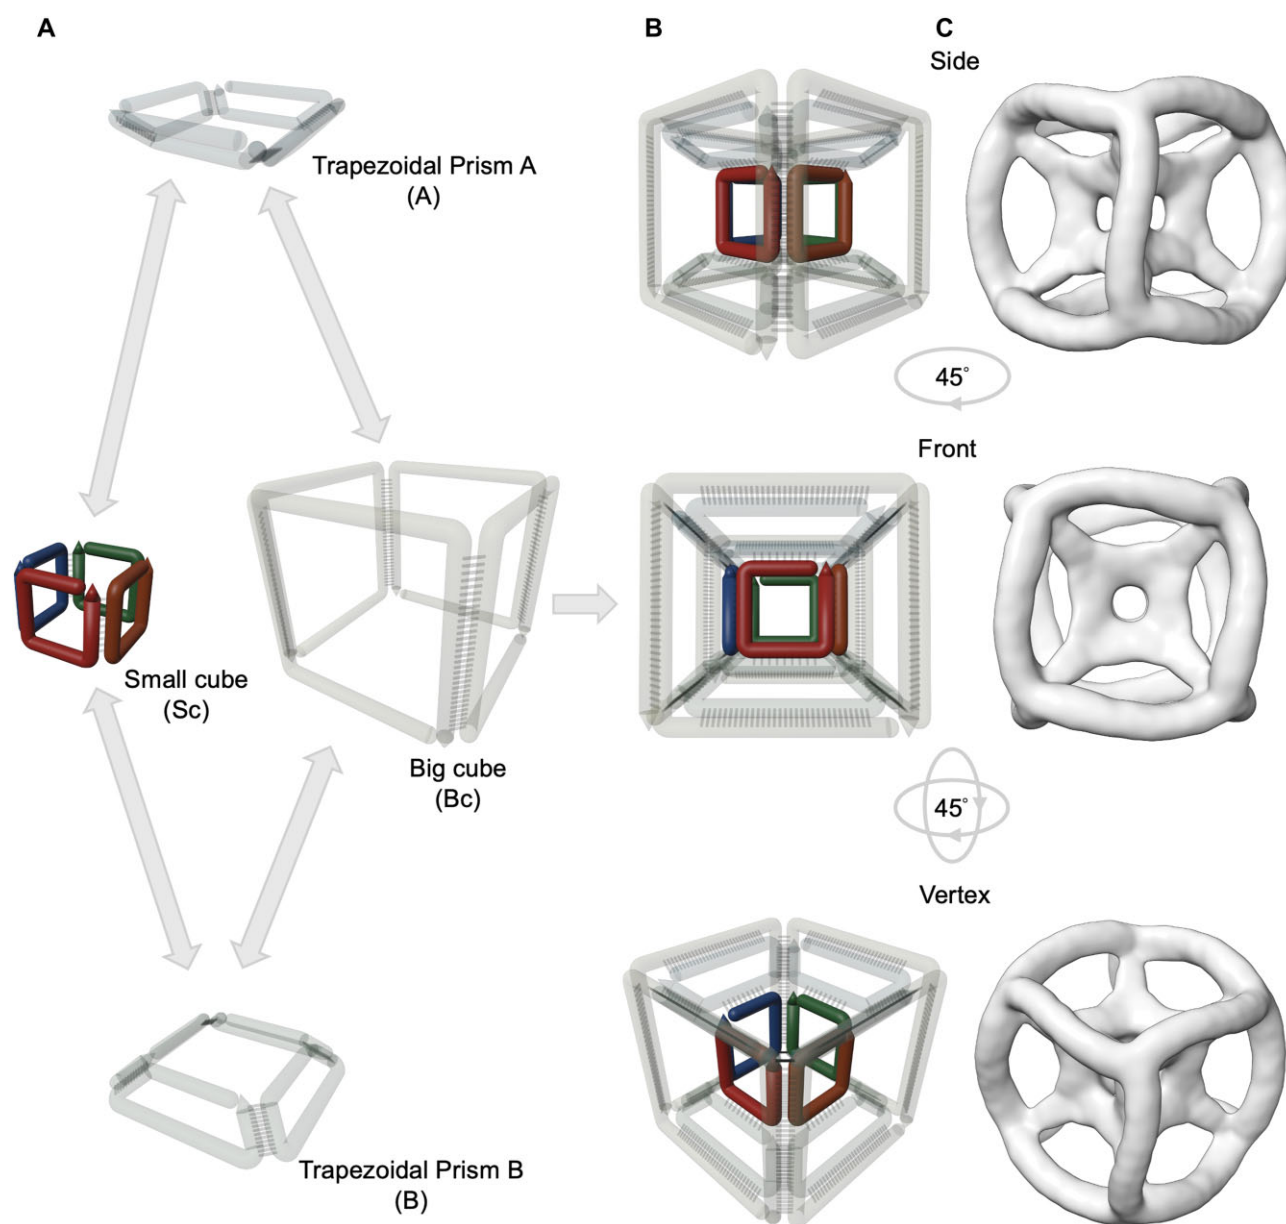 A
B
C
Side
Trapezoidal Prism A
(A)
45°
Front
Small cube
(Sc)
Big cube
(Bc)
45°
Vertex
Trapezoidal Prism B
(B)